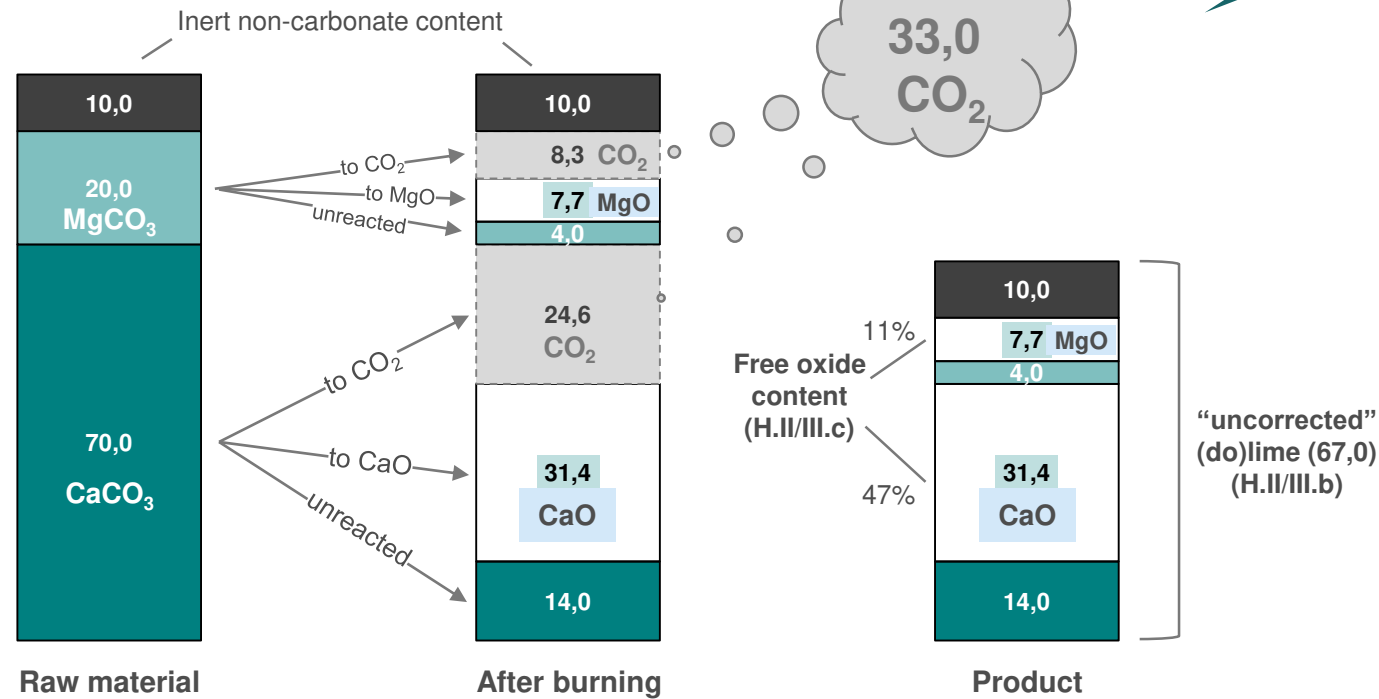 Inert non-carbonate content
33,0
CO₂
10,0
20,0
MgCO₃
70,0
CaCO₃
Raw material
to CO₂
to MgO
unreacted
to CO₂
to CaO
unreacted
10,0
8,3 CO₂
7,7 MgO
4,0
24,6
CO₂
31,4
CaO
14,0
After burning
11%
Free oxide
content
(H.II/III.c)
47%
10,0
7,7 MgO
4,0
31,4
CaO
14,0
Product
“uncorrected”
(do)lime (67,0)
(H.II/III.b)